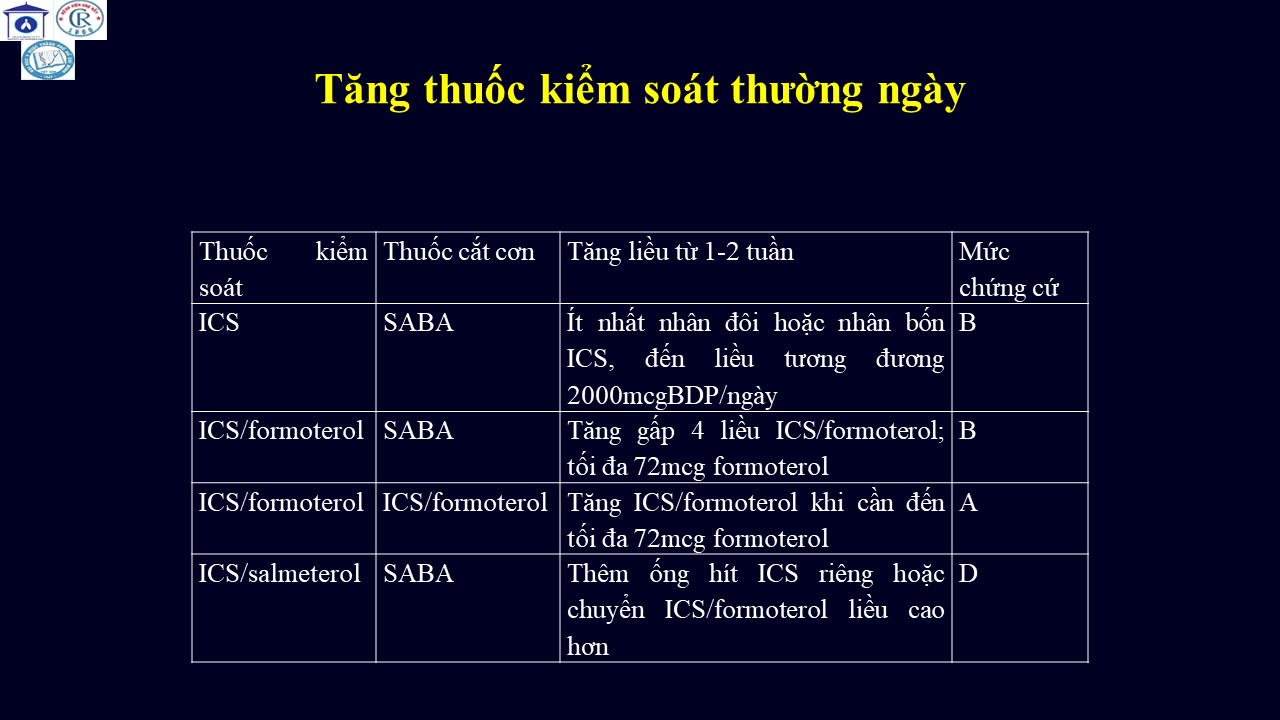 Tăng thuốc kiểm soát thường ngày
Thuốc kiểm
soát
Thuốc cắt cơn
Tăng liều từ 1-2 tuần
Mức
chứng cứ
ICS
SABA
Ít nhất nhân đôi hoặc nhân bốn
ICS, đến liều tương đương
2000mcgBDP/ngày
B
ICS/formoterol
SABA
Tăng gấp 4 liều ICS/formoterol;
tối đa 72mcg formoterol
B
ICS/formoterol
ICS/formoterol
Tăng ICS/formoterol khi cần đến
tối đa 72mcg formoterol
A
ICS/salmeterol
SABA
Thêm ống hít ICS riêng hoặc
chuyển ICS/formoterol liều cao
hơn
D